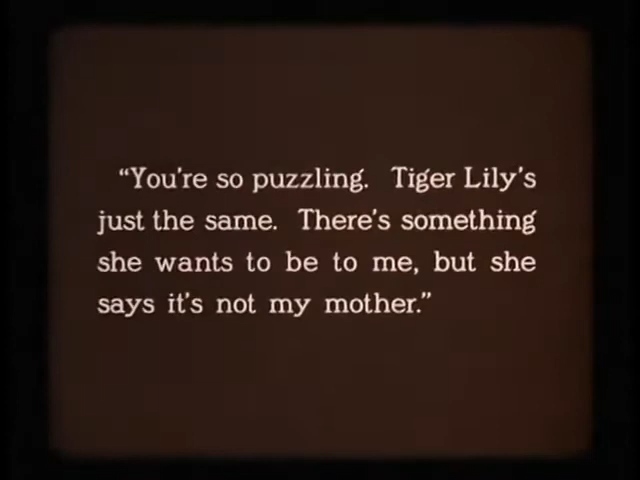 “You're so puzzling. Tiger Lily's
just the same. There's something
she wants to be to me, but she
says it's not my mother.”